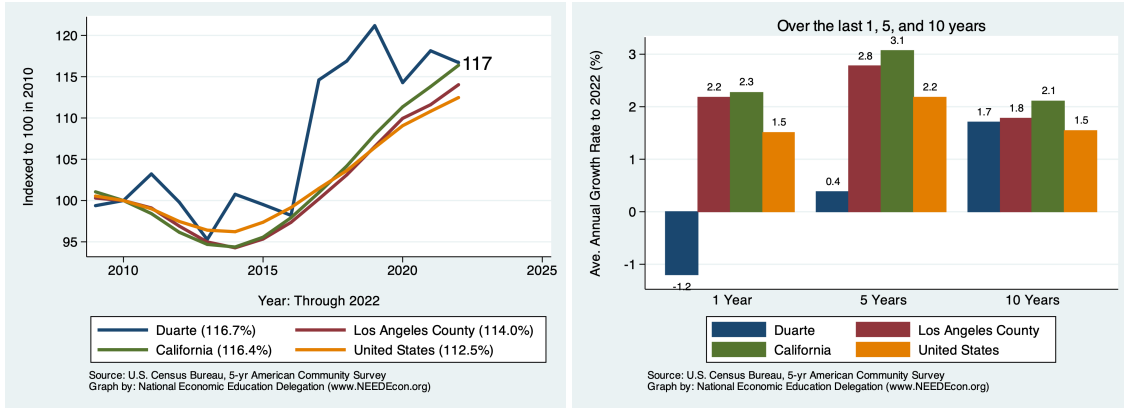 Indexed to 100 in 2010
120
115
110
105
100
95
117
2010
2015
2020
2025
Year: Through 2022
Duarte (116.7%)
Los Angeles County (114.0%)
California (116.4%)
United States (112.5%)
Source: U.S. Census Bureau, 5-yr American Community Survey
Graph by: National Economic Education Delegation (www.NEEDEcon.org)
Over the last 1, 5, and 10 years
Ave. Annual Growth Rate to 2022 (%)
3
2
1
0
-1
-1.2
2.2
2.3
1.5
0.4
2.8
3.1
2.2
1.7
1.8
2.1
1.5
1 Year
5 Years
10 Years
Duarte
Los Angeles County
California
United States
Source: U.S. Census Bureau, 5-yr American Community Survey
Graph by: National Economic Education Delegation (www.NEEDEcon.org)